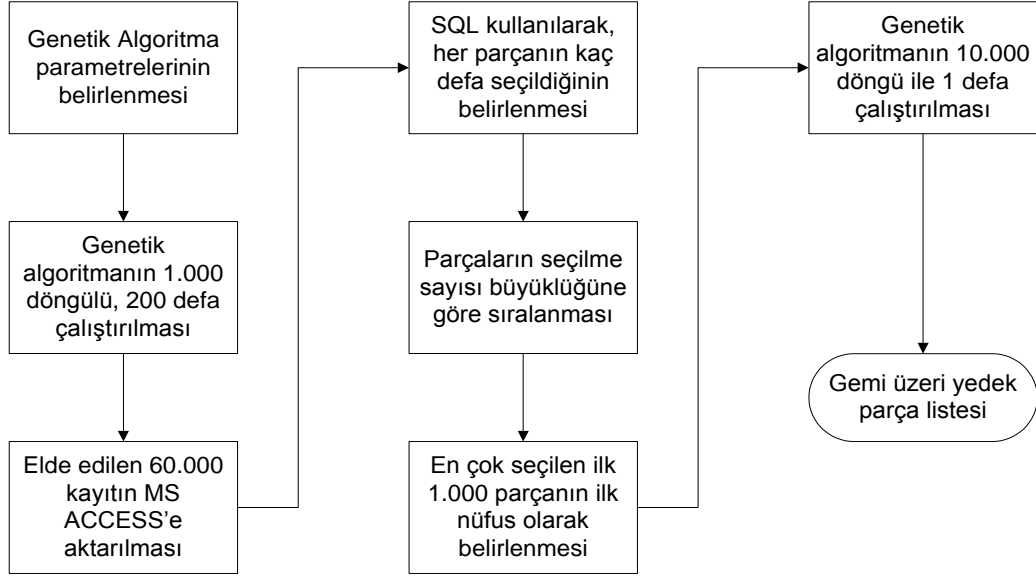 Genetik Algoritma
parametrelerinin
belirlenmesi
Genetik
algoritmanın 1.000
döngülü, 200 defa
çalıştırılması
Elde edilen 60.000
kayıtın MS
ACCESS’e
aktarılması
SQL kullanılarak,
her parçanın kaç
defa seçildiğinin
belirlenmesi
Parçaların seçilme
sayısı büyüklüğüne
göre sıralanması
En çok seçilen ilk
1.000 parçanın ilk
nüfus olarak
belirlenmesi
Genetik
algoritmanın 10.000
döngü ile 1 defa
çalıştırılması
Gemi üzeri yedek
parça listesi